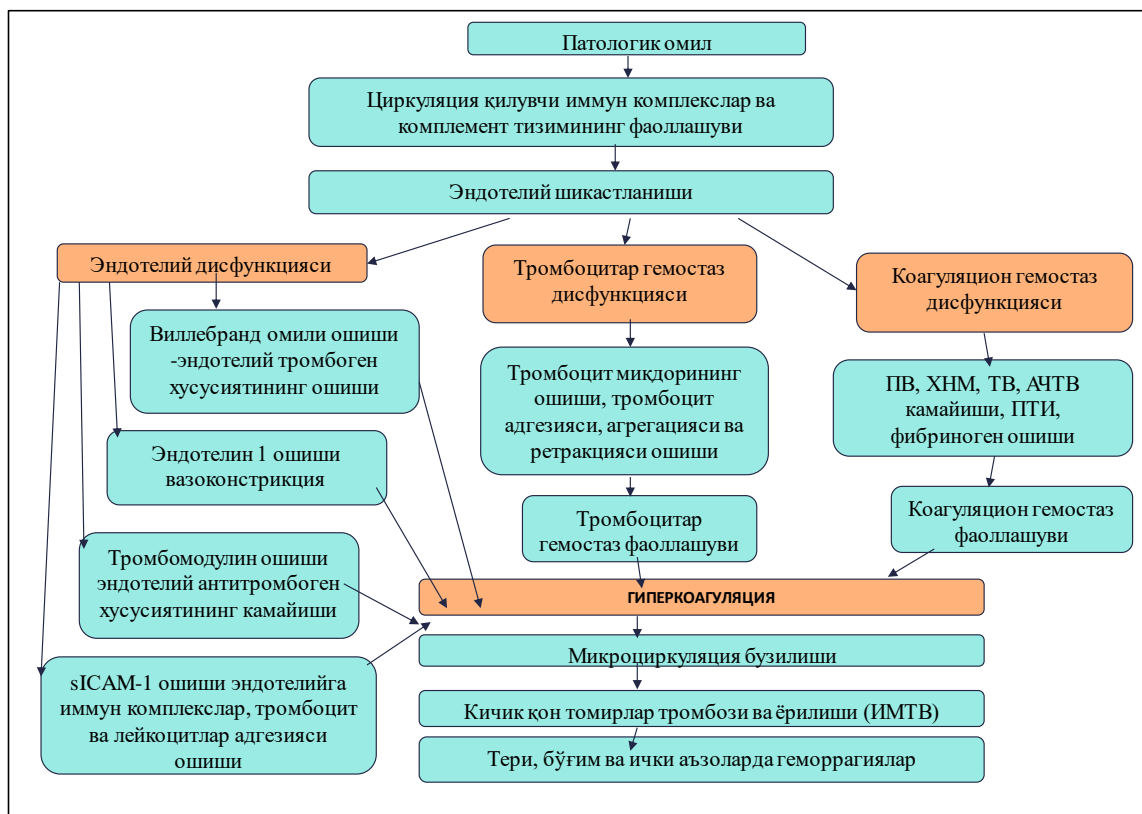 Патологик омил
Циркуляция қилувчи иммун комплекслар ва
комплемент тизимининг фаоллашуви
Эндотелий шикастланиши
Эндотелий дисфункцияси
Виллебранд омили ошиши
-эндотелий тромбоген
хусусиятининг ошиши
Эндотелин 1 ошиши
вазоконстрикция
Тромбомодулин ошиши
эндотелий антитромбоген
хусусиятининг камайиши
sICAM-1 ошиши эндотелийга
иммун комплекслар, тромбоцит
ва лейкоцитлар адгезияси
ошиши
Тромбоцитар гемостаз
дисфункцияси
Тромбоцит микдорининг
ошиши, тромбоцит
адгезияси, агрегацияси ва
ретракцияси ошиши
Тромбоцитар
гемостаз фаоллашуви
Коагуляцион гемостаз
дисфункцияси
ПВ, ХНМ, ТВ, АЧТВ
камайиши, ПТИ,
фибриноген ошиши
Коагуляцион гемостаз
фаоллашуви
ГИПЕРКОАГУЛЯЦИЯ
Микроциркуляция бузилиши
Кичик қон томирлар тромбози ва ёрилиши (ИМТВ)
Тери, бўғим ва ички аъзоларда геморрагиялар